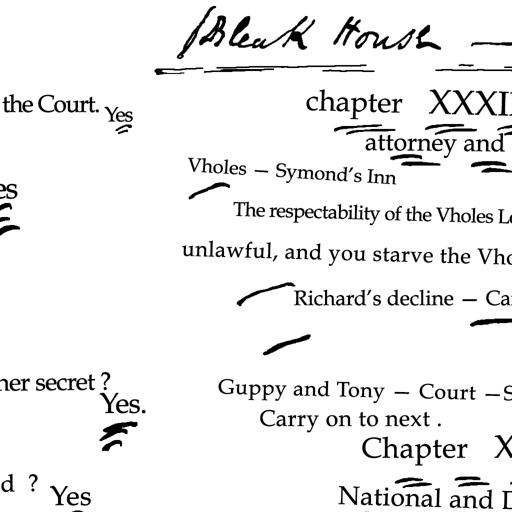 (Bleak House —
the Court. Yes
chapter XXXI
attorney and
Vholes — Symond's Inn
es
The respectability of the Vholes Le
unlawful, and you starve the Vho
Richard's decline — Ca
her secret ?
Yes.
Guppy and Tony — Court — S
Carry on to next .
Chapter X
d ? Yes
National and D